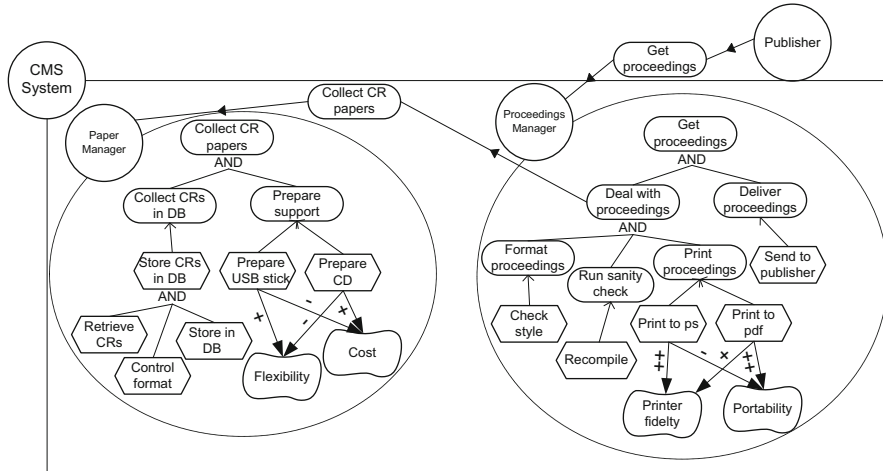 Publisher
Get
proceedings
CMS
System
Collect CR
papers
Proceedings
Manager
Paper
Manager
Collect CR
papers
AND
Collect CRs
in DB
Prepare
support
Store CRs
in DB
Prepare
USB stick
Prepare
CD
AND
Retrieve
CRs
Control
format
Store in
DB
+
-
-
+
Flexibility
Cost
Get
proceedings
AND
Deal with
proceedings
Deliver
proceedings
AND
Format
proceedings
Run sanity
check
Print
proceedings
Send to
publisher
Check
style
Recompile
Print to ps
Print to
pdf
++
-
+
++
Printer
fidelty
Portability